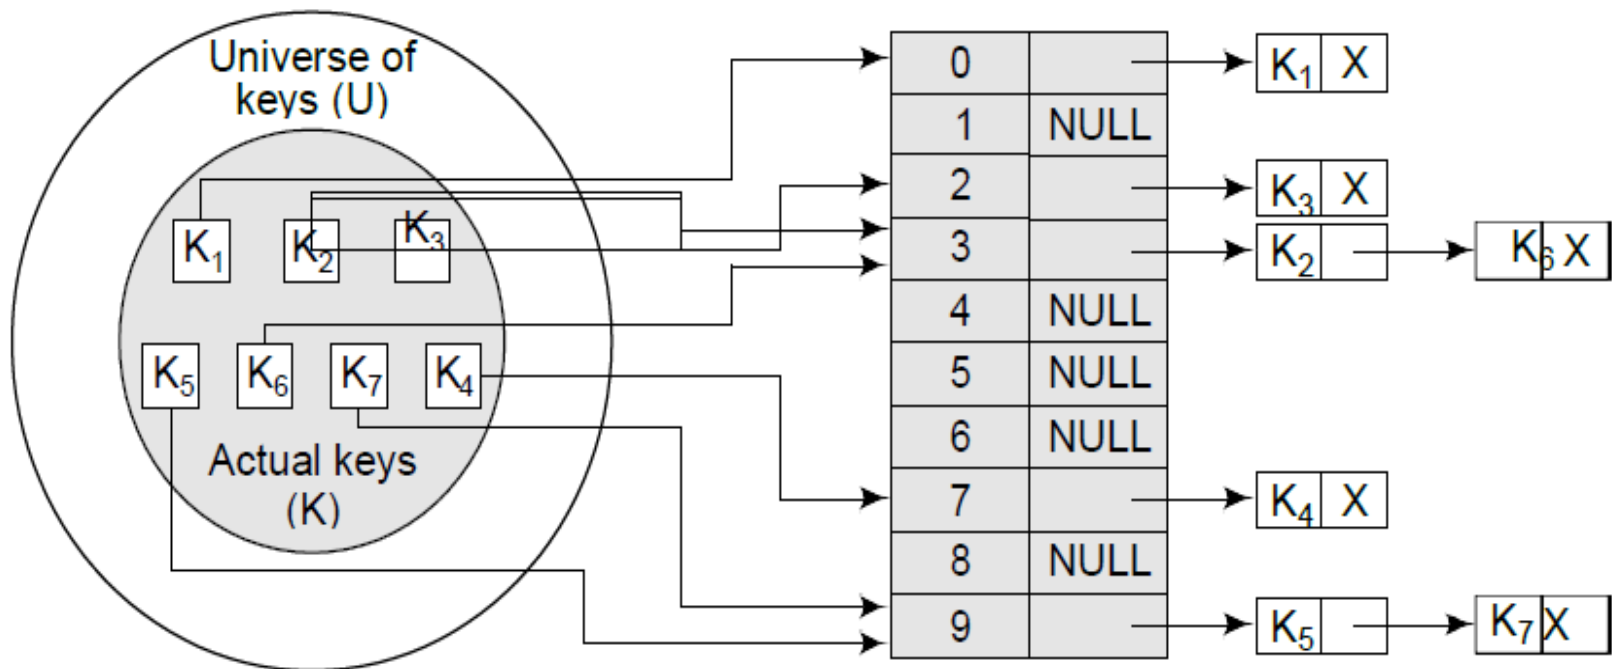 Universe of
keys (U)
K₁ K₂ K₃
K₅ K₆ K₇ K₄
Actual keys
(K)
0 K₁ X
1 NULL
2 K₃ X
3 K₂ K₆ X
4 NULL
5 NULL
6 NULL
7 K₄ X
8 NULL
9 K₅ K₇ X